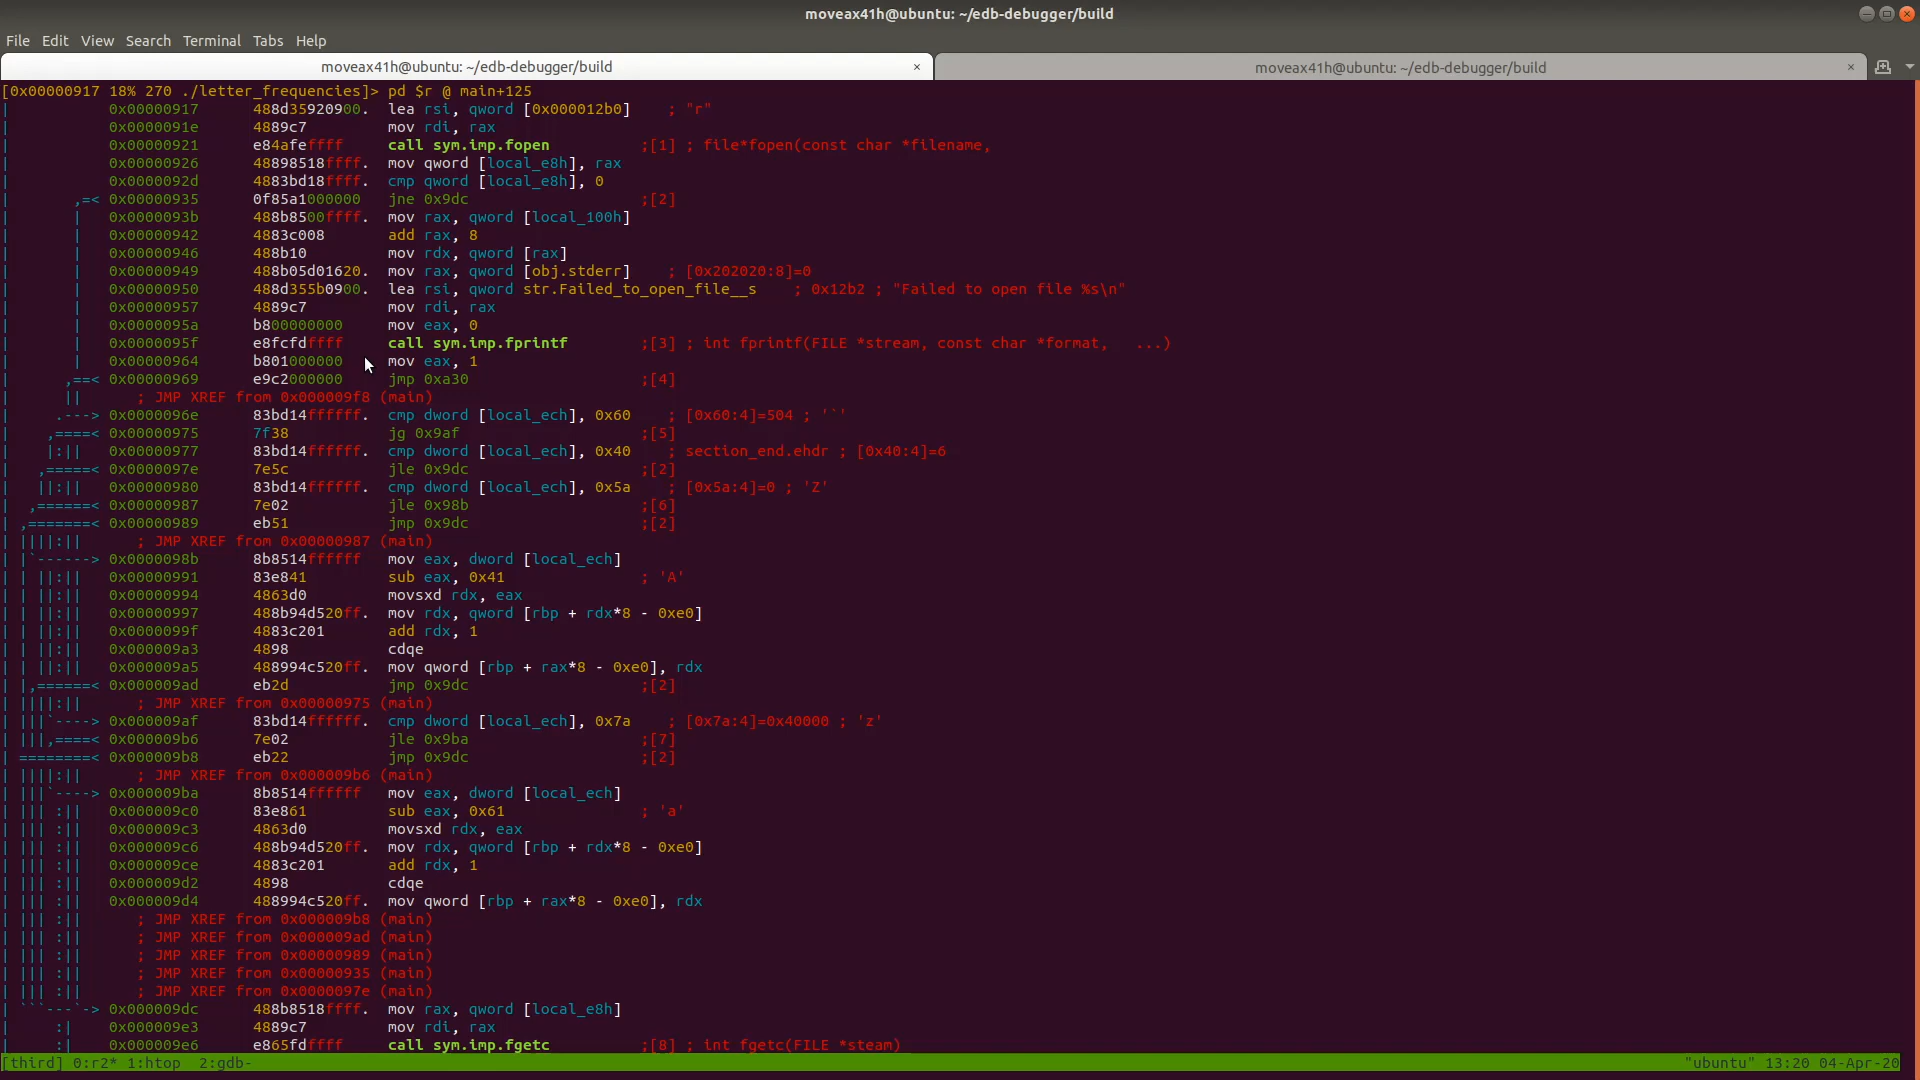 moveax41h@ubuntu: ~/edb-debugger/build
File Edit View Search Terminal Tabs Help
moveax41h@ubuntu: ~/edb-debugger/build × moveax41h@ubuntu: ~/edb-debugger/build ×
[0x00000917 18% 270 ./letter_frequencies]> pd $r @ main+125
|           0x00000917      488d35920900.  lea rsi, qword [0x000012b0]    ; "r"
|           0x0000091e      4889c7         mov rdi, rax
|           0x00000921      e84afeffff     call sym.imp.fopen          ;[1] ; file*fopen(const char *filename,
|           0x00000926      48898518ffff.  mov qword [local_e8h], rax
|           0x0000092d      4883bd18ffff.  cmp qword [local_e8h], 0
|       ,=< 0x00000935      0f85a1000000   jne 0x9dc                   ;[2]
|       |   0x0000093b      488b8500ffff.  mov rax, qword [local_100h]
|       |   0x00000942      4883c008       add rax, 8
|       |   0x00000946      488b10         mov rdx, qword [rax]
|       |   0x00000949      488b05d01620.  mov rax, qword [obj.stderr]    ; [0x202020:8]=0
|       |   0x00000950      488d355b0900.  lea rsi, qword str.Failed_to_open_file__s    ; 0x12b2 ; "Failed to open file %s\n"
|       |   0x00000957      4889c7         mov rdi, rax
|       |   0x0000095a      b800000000     mov eax, 0
|       |   0x0000095f      e8fcfdffff     call sym.imp.fprintf        ;[3] ; int fprintf(FILE *stream, const char *format,   ...)
|       |   0x00000964      b801000000     mov eax, 1
|      ,==< 0x00000969      e9c2000000     jmp 0xa30                   ;[4]
|      ||      ; JMP XREF from 0x000009f8 (main)
|     .---> 0x0000096e      83bd14ffffff.  cmp dword [local_ech], 0x60    ; [0x60:4]=504 ; '`'
|    ,====< 0x00000975      7f38           jg 0x9af                    ;[5]
|    |:||   0x00000977      83bd14ffffff.  cmp dword [local_ech], 0x40    ; section_end.ehdr ; [0x40:4]=6
|   ,=====< 0x0000097e      7e5c           jle 0x9dc                   ;[2]
|   ||:||   0x00000980      83bd14ffffff.  cmp dword [local_ech], 0x5a    ; [0x5a:4]=0 ; 'Z'
|  ,======< 0x00000987      7e02           jle 0x98b                   ;[6]
| ,=======< 0x00000989      eb51           jmp 0x9dc                   ;[2]
| ||||:||      ; JMP XREF from 0x00000987 (main)
| |`------> 0x0000098b      8b8514ffffff   mov eax, dword [local_ech]
| | ||:||   0x00000991      83e841         sub eax, 0x41               ; 'A'
| | ||:||   0x00000994      4863d0         movsxd rdx, eax
| | ||:||   0x00000997      488b94d520ff.  mov rdx, qword [rbp + rdx*8 - 0xe0]
| | ||:||   0x0000099f      4883c201       add rdx, 1
| | ||:||   0x000009a3      4898           cdqe
| | ||:||   0x000009a5      488994c520ff.  mov qword [rbp + rax*8 - 0xe0], rdx
| |,======< 0x000009ad      eb2d           jmp 0x9dc                   ;[2]
| ||||:||      ; JMP XREF from 0x00000975 (main)
| |||`----> 0x000009af      83bd14ffffff.  cmp dword [local_ech], 0x7a    ; [0x7a:4]=0x40000 ; 'z'
| |||,====< 0x000009b6      7e02           jle 0x9ba                   ;[7]
| ========< 0x000009b8      eb22           jmp 0x9dc                   ;[2]
| ||||:||      ; JMP XREF from 0x000009b6 (main)
| |||`----> 0x000009ba      8b8514ffffff   mov eax, dword [local_ech]
| ||| :||   0x000009c0      83e861         sub eax, 0x61               ; 'a'
| ||| :||   0x000009c3      4863d0         movsxd rdx, eax
| ||| :||   0x000009c6      488b94d520ff.  mov rdx, qword [rbp + rdx*8 - 0xe0]
| ||| :||   0x000009ce      4883c201       add rdx, 1
| ||| :||   0x000009d2      4898           cdqe
| ||| :||   0x000009d4      488994c520ff.  mov qword [rbp + rax*8 - 0xe0], rdx
| ||| :||      ; JMP XREF from 0x000009b8 (main)
| ||| :||      ; JMP XREF from 0x000009ad (main)
| ||| :||      ; JMP XREF from 0x00000989 (main)
| ||| :||      ; JMP XREF from 0x00000935 (main)
| ||| :||      ; JMP XREF from 0x0000097e (main)
| ```---`-> 0x000009dc      488b8518ffff.  mov rax, qword [local_e8h]
|     :|    0x000009e3      4889c7         mov rdi, rax
|     :|    0x000009e6      e865fdffff     call sym.imp.fgetc          ;[8] ; int fgetc(FILE *steam)
[third] 0:r2* 1:htop  2:gdb- "ubuntu" 13:20 04-Apr-20